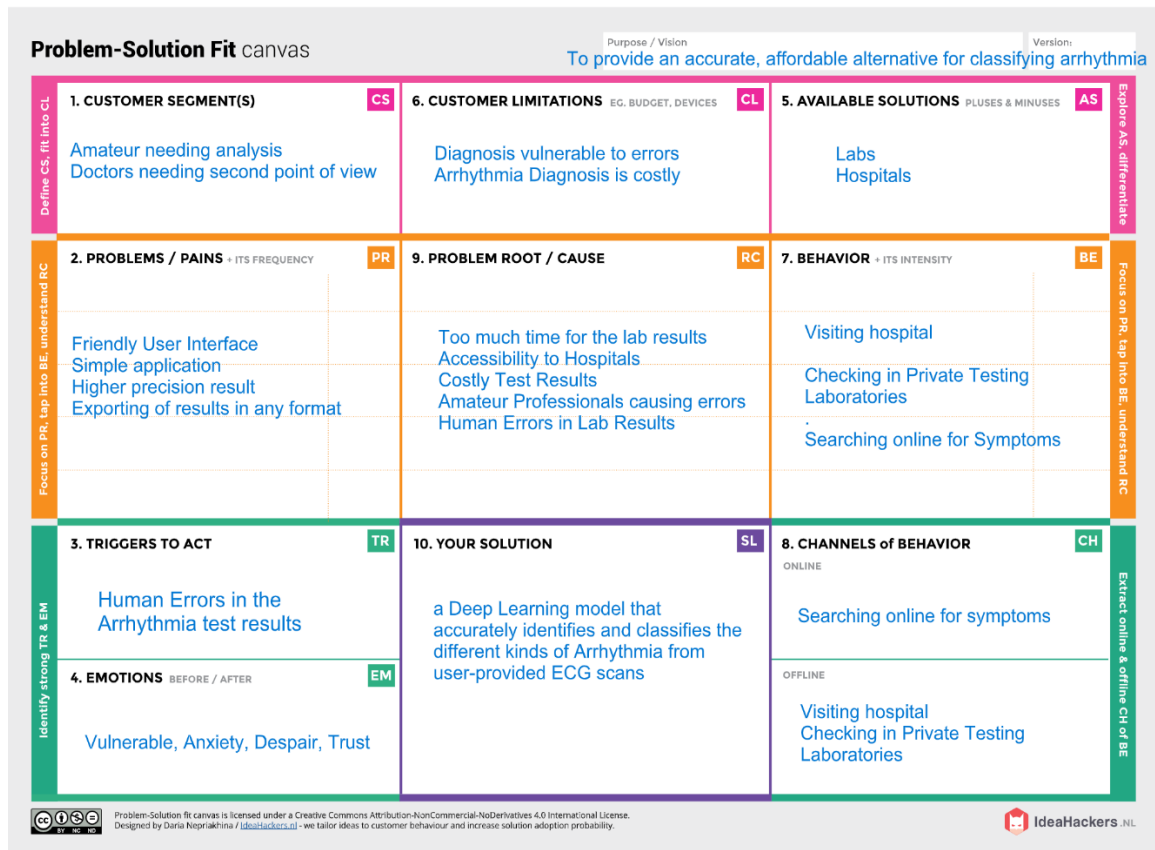 Problem-Solution Fit canvas
Purpose / Vision
Version:
To provide an accurate, affordable alternative for classifying arrhythmia
Define CS, fit into CL
1. CUSTOMER SEGMENT(S)
CS
Amateur needing analysis
Doctors needing second point of view
6. CUSTOMER LIMITATIONS EG. BUDGET, DEVICES
CL
Diagnosis vulnerable to errors
Arrhythmia Diagnosis is costly
5. AVAILABLE SOLUTIONS PLUSES & MINUSES
AS
Labs
Hospitals
Explore AS, differentiate
Focus on PR, tap into BE, understand RC
2. PROBLEMS / PAINS + ITS FREQUENCY
PR
Friendly User Interface
Simple application
Higher precision result
Exporting of results in any format
9. PROBLEM ROOT / CAUSE
RC
Too much time for the lab results
Accessibility to Hospitals
Costly Test Results
Amateur Professionals causing errors
Human Errors in Lab Results
7. BEHAVIOR + ITS INTENSITY
BE
Visiting hospital
Checking in Private Testing
Laboratories
.
Searching online for Symptoms
Focus on PR, tap into BE, understand RC
Identify strong TR & EM
3. TRIGGERS TO ACT
TR
Human Errors in the
Arrhythmia test results
4. EMOTIONS BEFORE / AFTER
EM
Vulnerable, Anxiety, Despair, Trust
10. YOUR SOLUTION
SL
a Deep Learning model that
accurately identifies and classifies the
different kinds of Arrhythmia from
user-provided ECG scans
8. CHANNELS of BEHAVIOR
CH
ONLINE
Searching online for symptoms
OFFLINE
Visiting hospital
Checking in Private Testing
Laboratories
Extract online & offline CH of BE
cc
BY NC ND
Problem-Solution fit canvas is licensed under a Creative Commons Attribution-NonCommercial-NoDerivatives 4.0 International License.
Designed by Daria Nepriakhina / IdeaHackers.nl - we tailor ideas to customer behaviour and increase solution adoption probability.
IdeaHackers.NL